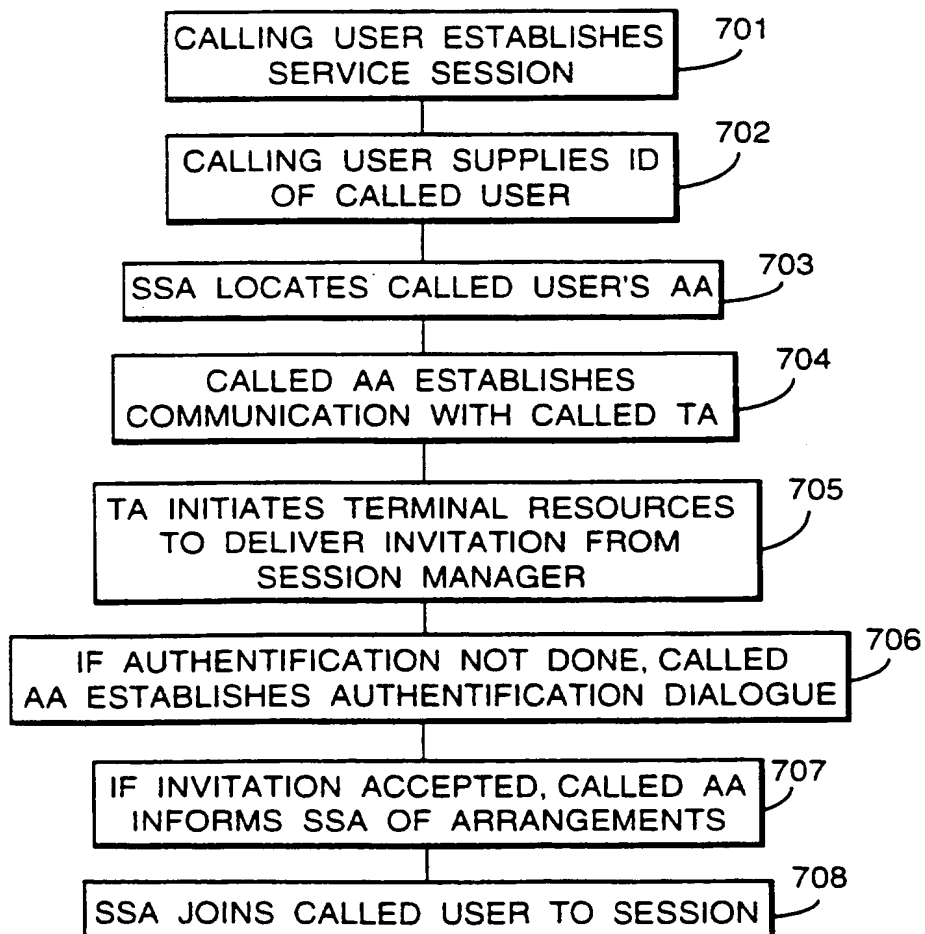 CALLING USER ESTABLISHES
SERVICE SESSION
701
CALLING USER SUPPLIES ID
OF CALLED USER
702
SSA LOCATES CALLED USER'S AA
703
CALLED AA ESTABLISHES
COMMUNICATION WITH CALLED TA
704
TA INITIATES TERMINAL RESOURCES
TO DELIVER INVITATION FROM
SESSION MANAGER
705
IF AUTHENTIFICATION NOT DONE, CALLED
AA ESTABLISHES AUTHENTIFICATION DIALOGUE
706
IF INVITATION ACCEPTED, CALLED AA
INFORMS SSA OF ARRANGEMENTS
707
SSA JOINS CALLED USER TO SESSION
708